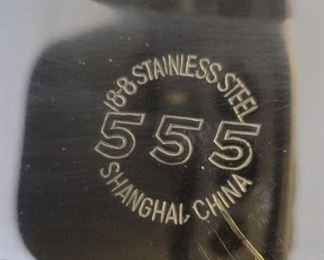 18-8 STAINLESS STEEL
555
SHANGHAI, CHINA